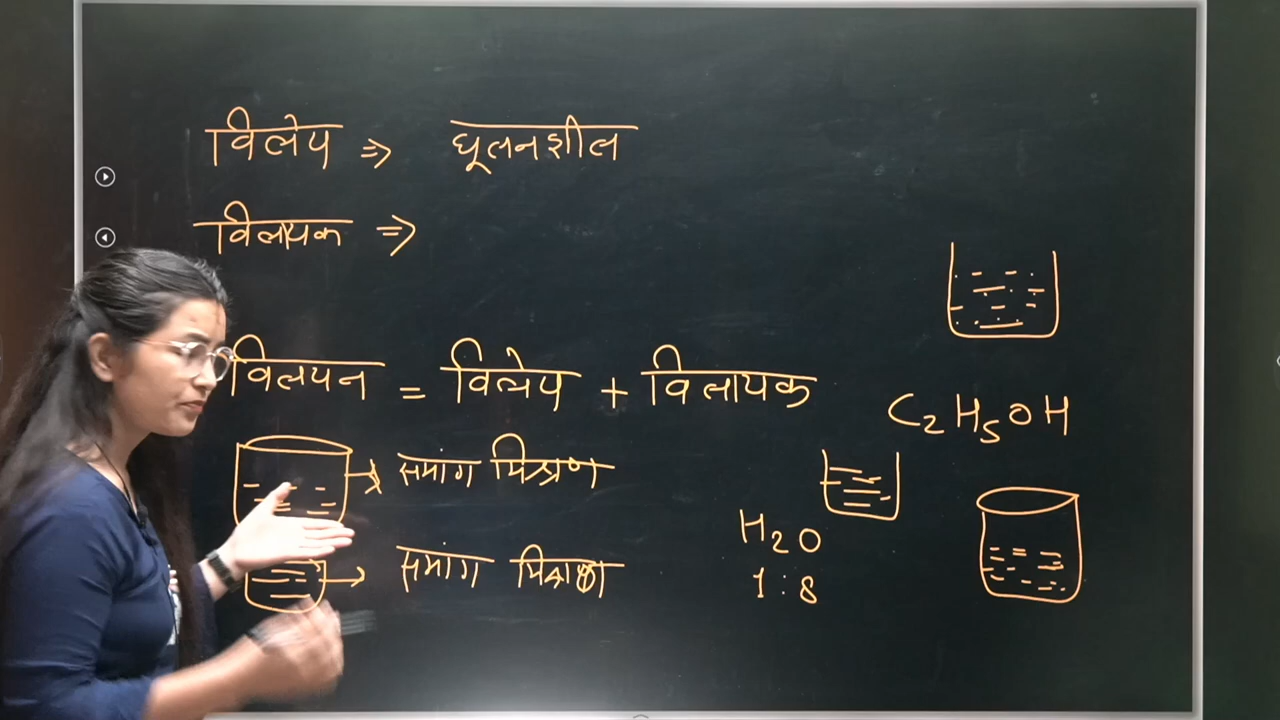 विलेय ⇒ घूलनशील
विलायक ⇒
विलयन = विलेय + विलायक
C₂H₅OH
समांग मिश्रण
H₂O
समांग मिश्रण
1:8